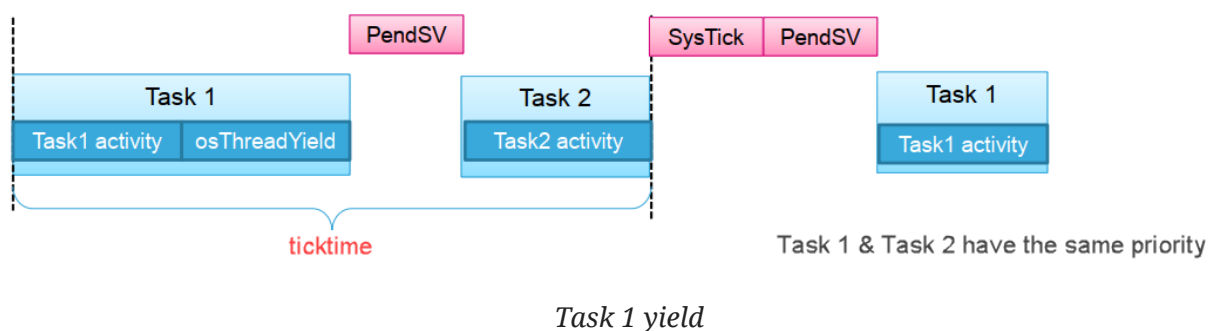 PendSV
SysTick PendSV
Task 1
Task 2
Task 1
Task1 activity osThreadYield
Task2 activity
Task1 activity
ticktime
Task 1 & Task 2 have the same priority
Task 1 yield